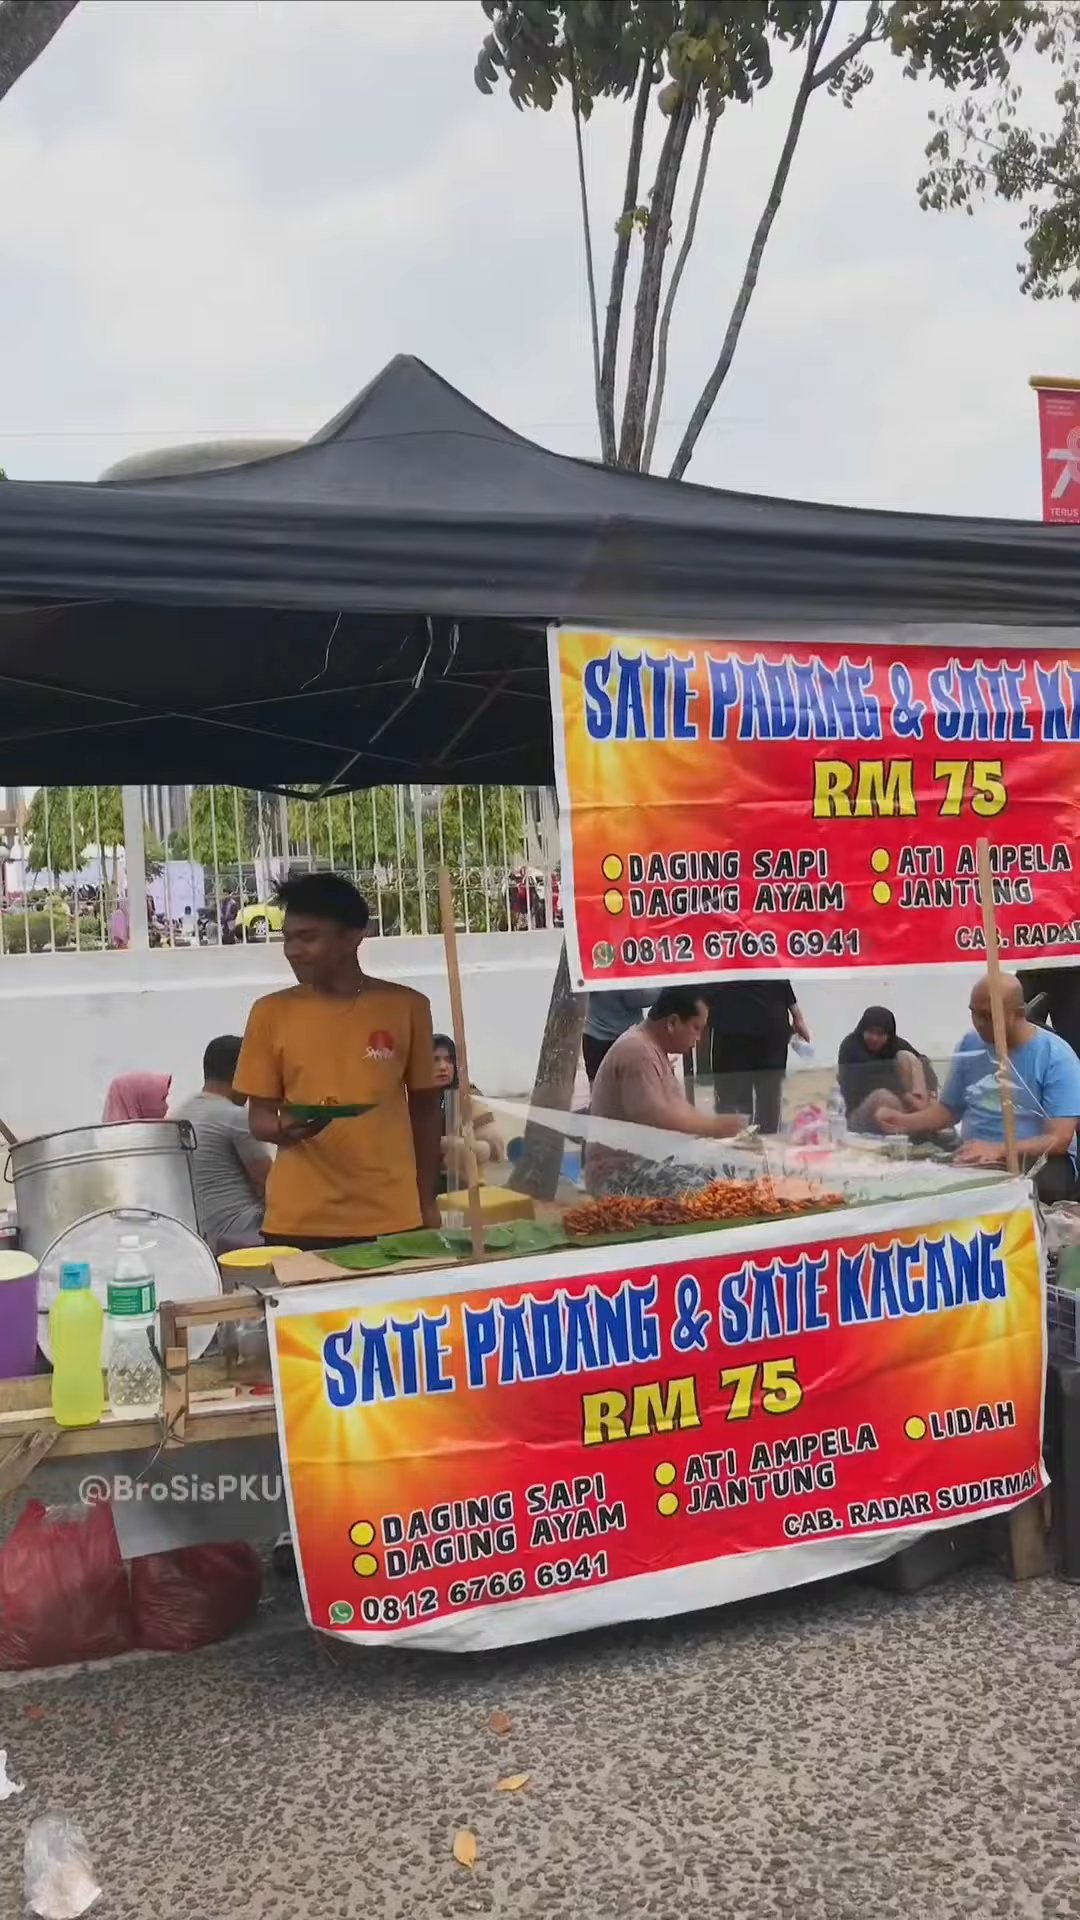 78
TERUS
SATE PADANG & SATE KA
RM 75
DAGING SAPI
DAGING AYAM
ATI AMPELA
JANTUNG
0812 6766 6941
CAB. RADAR
SATE PADANG & SATE KACANG
RM 75
DAGING SAPI
DAGING AYAM
ATI AMPELA
JANTUNG
LIDAH
0812 6766 6941
CAB. RADAR SUDIRMAN
@BroSisPKU